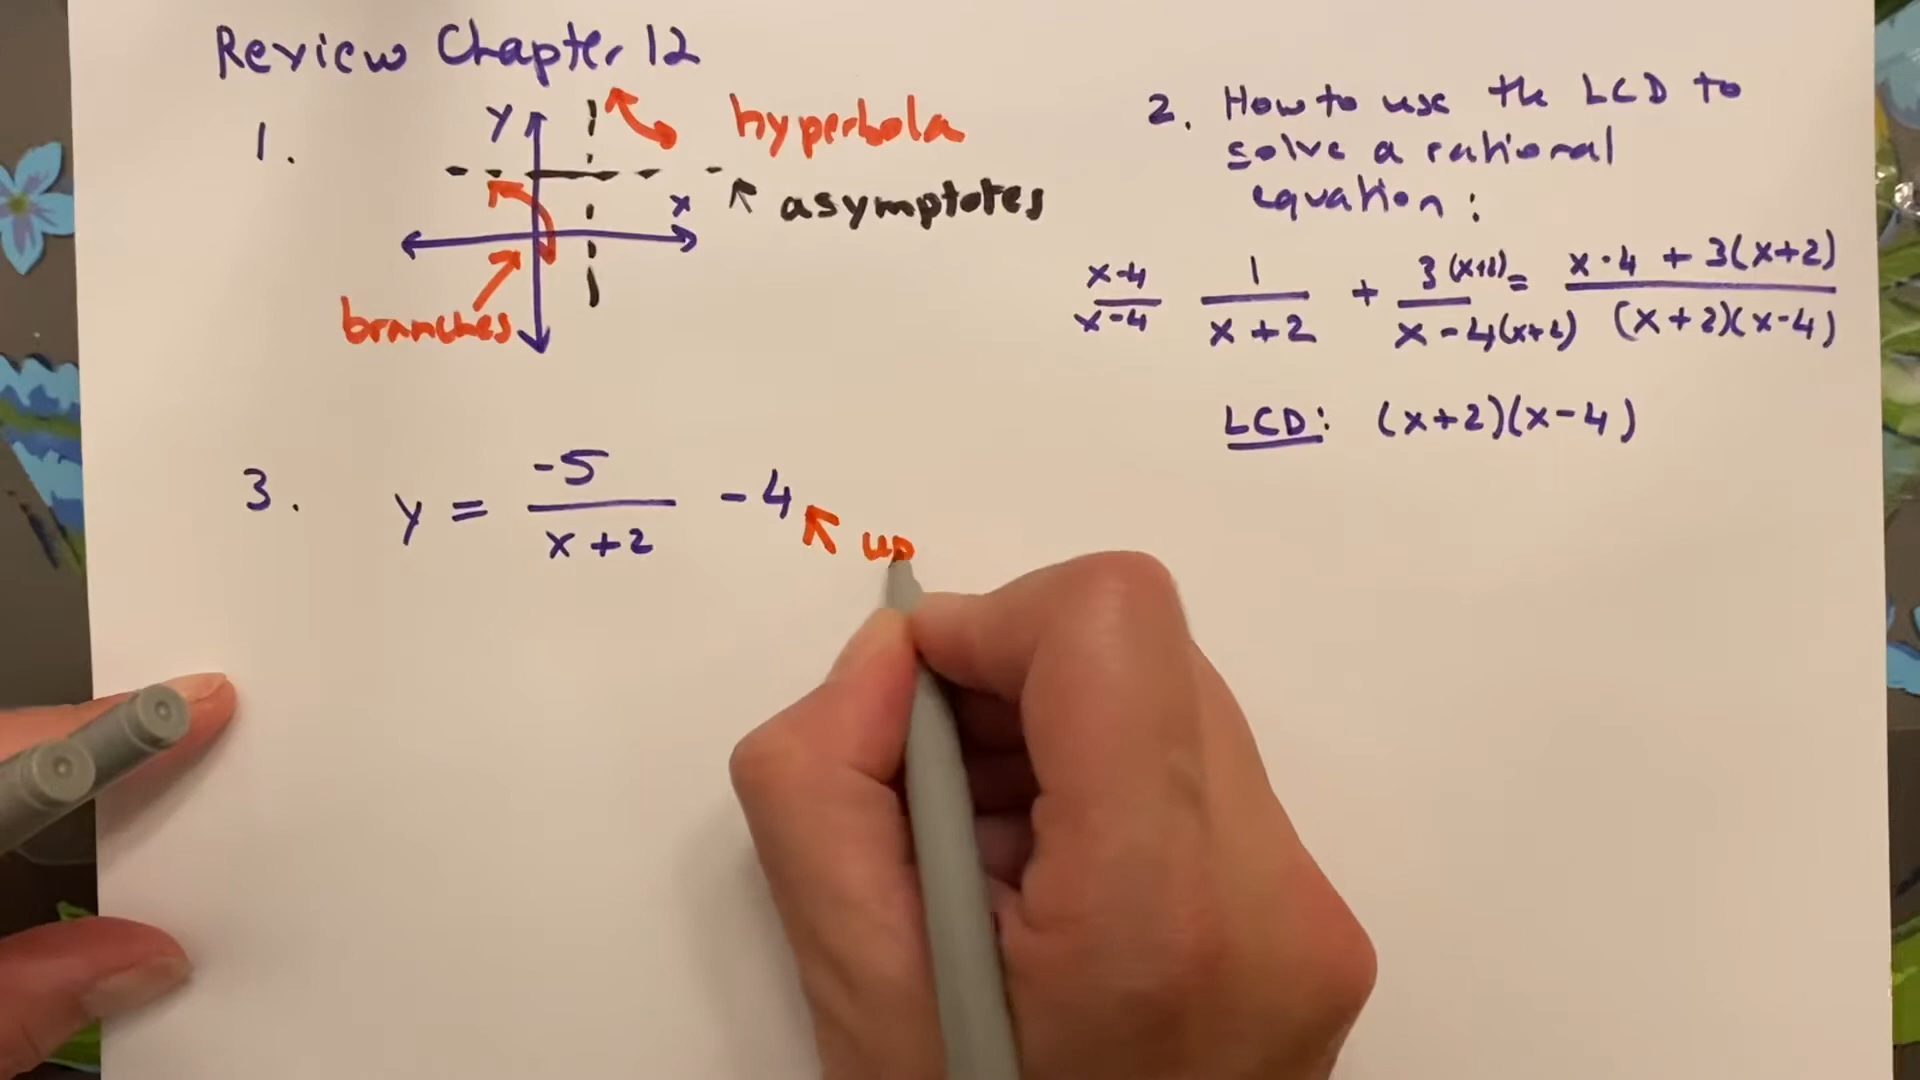 Review Chapter 12
1.
y
x
hyperbola
asymptotes
branches
2. How to use the LCD to
solve a rational
equation:
x-4/x-4 1/x+2 + 3(x+2)/x-4(x+2) = x·4 + 3(x+2)/(x+2)(x-4)
LCD: (x+2)(x-4)
3. y = -5/x+2 -4
up